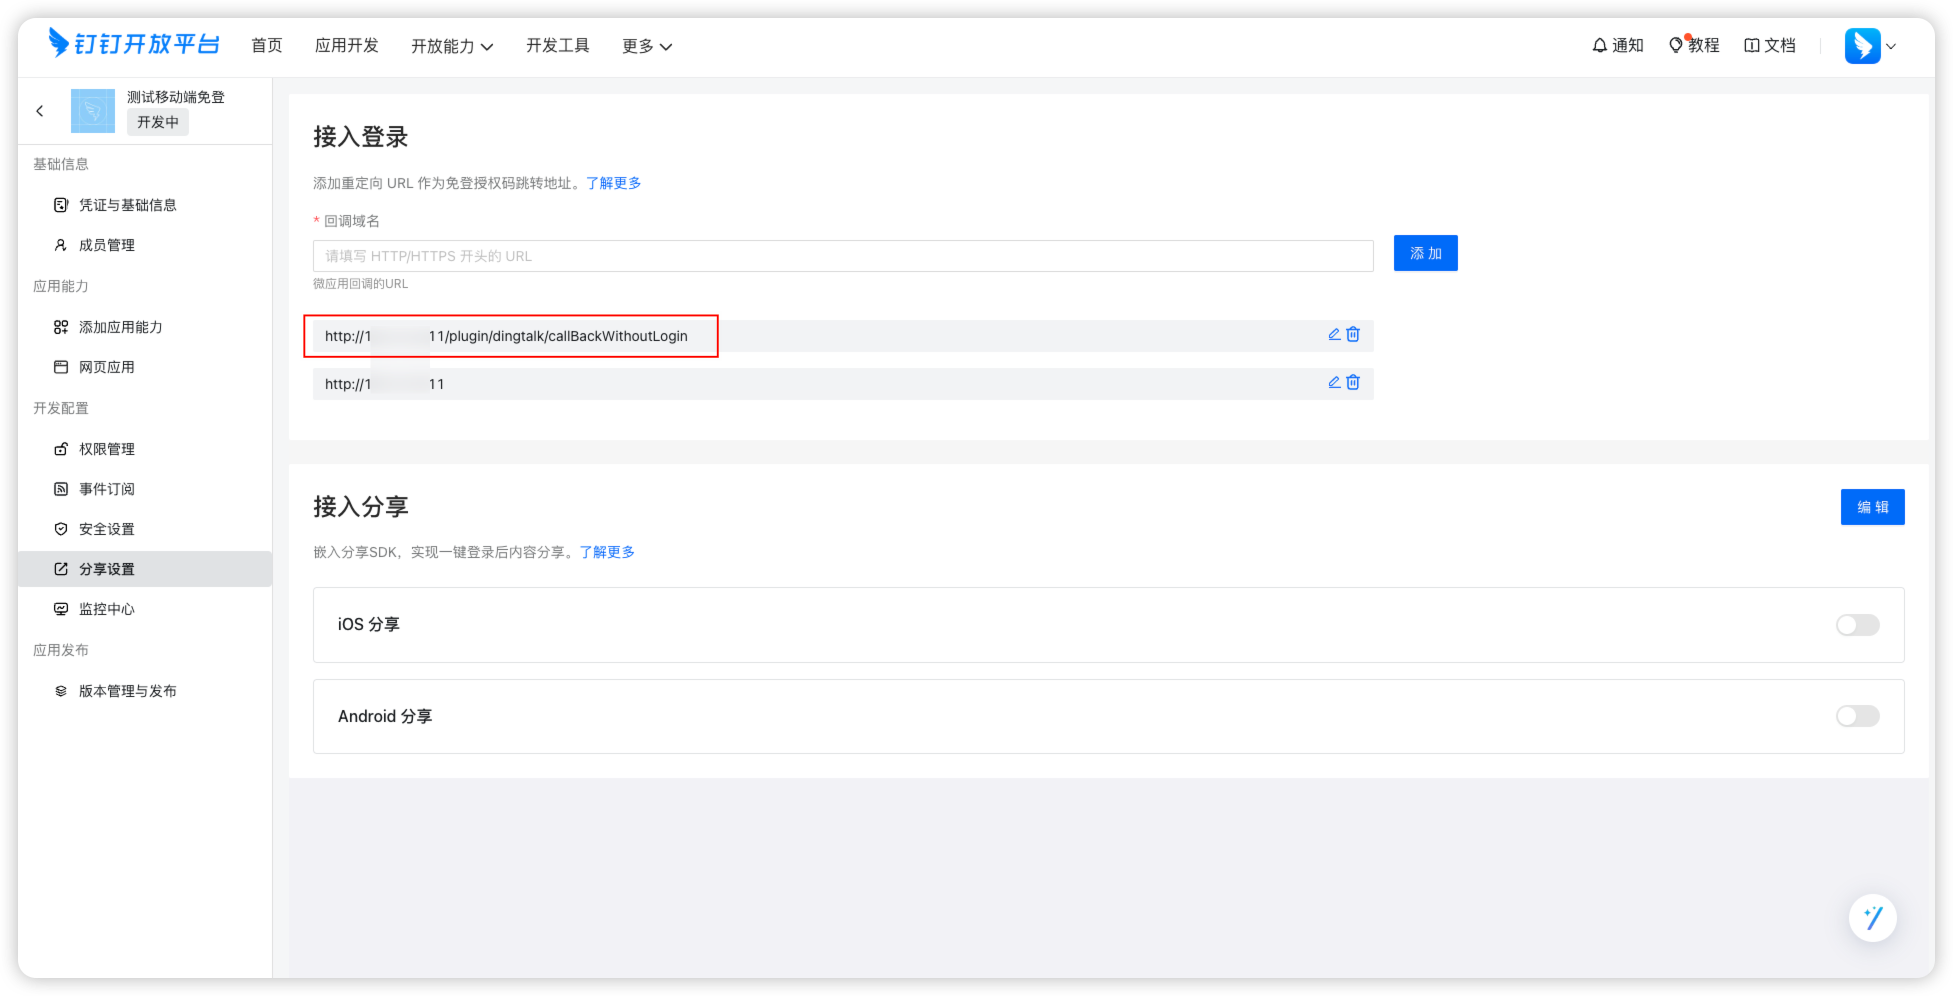 钉钉开放平台 首页 应用开发 开放能力 开发工具 更多 通知 教程 文档
测试移动端免登
开发中
基础信息
凭证与基础信息
成员管理
应用能力
添加应用能力
网页应用
开发配置
权限管理
事件订阅
安全设置
分享设置
监控中心
应用发布
版本管理与发布
接入登录
添加重定向 URL 作为免登授权码跳转地址。了解更多
* 回调域名
请填写 HTTP/HTTPS 开头的 URL
添 加
微应用回调的URL
http://1 11/plugin/dingtalk/callBackWithoutLogin
http://1 11
接入分享
编 辑
嵌入分享SDK，实现一键登录后内容分享。了解更多
iOS 分享
Android 分享